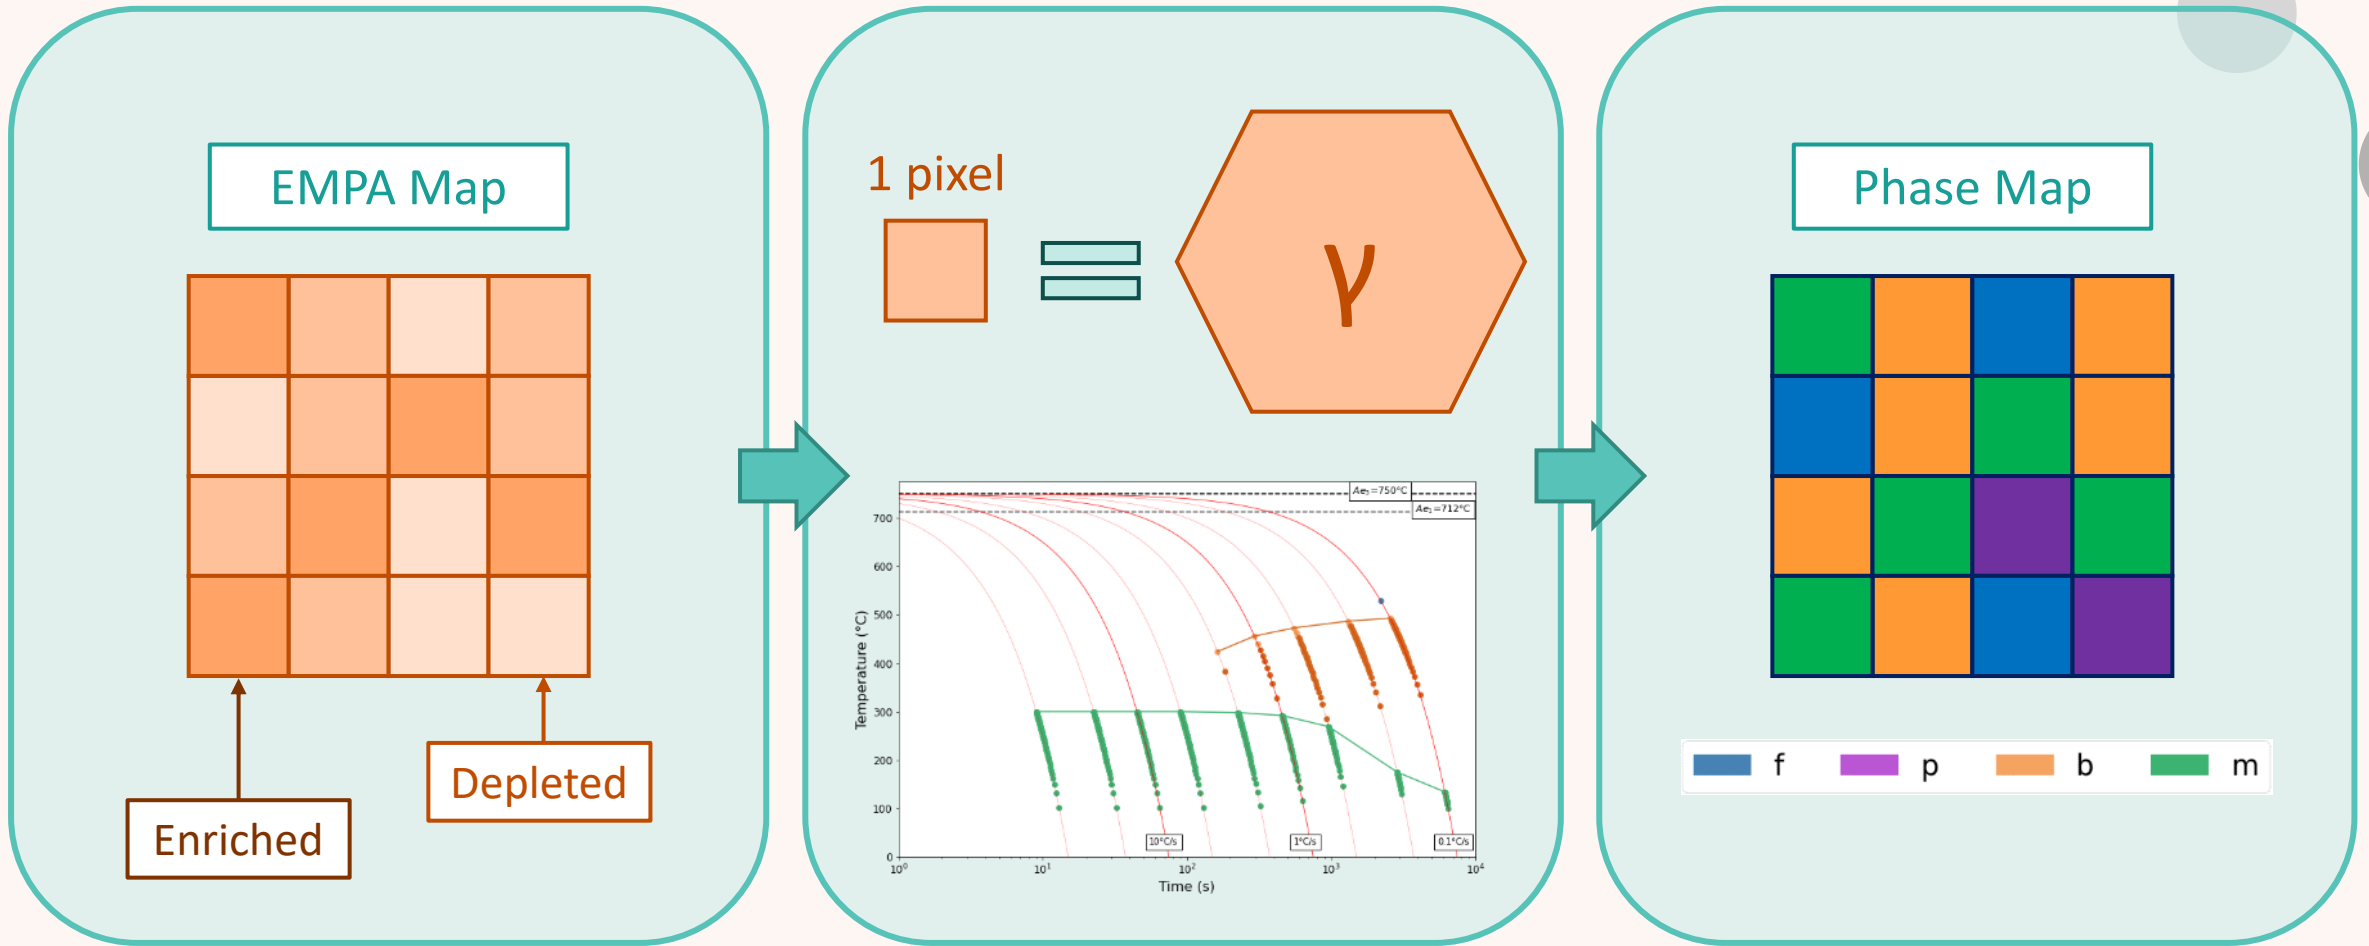 EMPA Map
Enriched
Depleted
1 pixel
γ
Ae₃=750°C
Ae₁=712°C
Temperature (°C)
700
600
500
400
300
200
100
0
10°C/s
1°C/s
0.1°C/s
10⁰
10¹
10²
10³
10⁴
Time (s)
Phase Map
f p b m